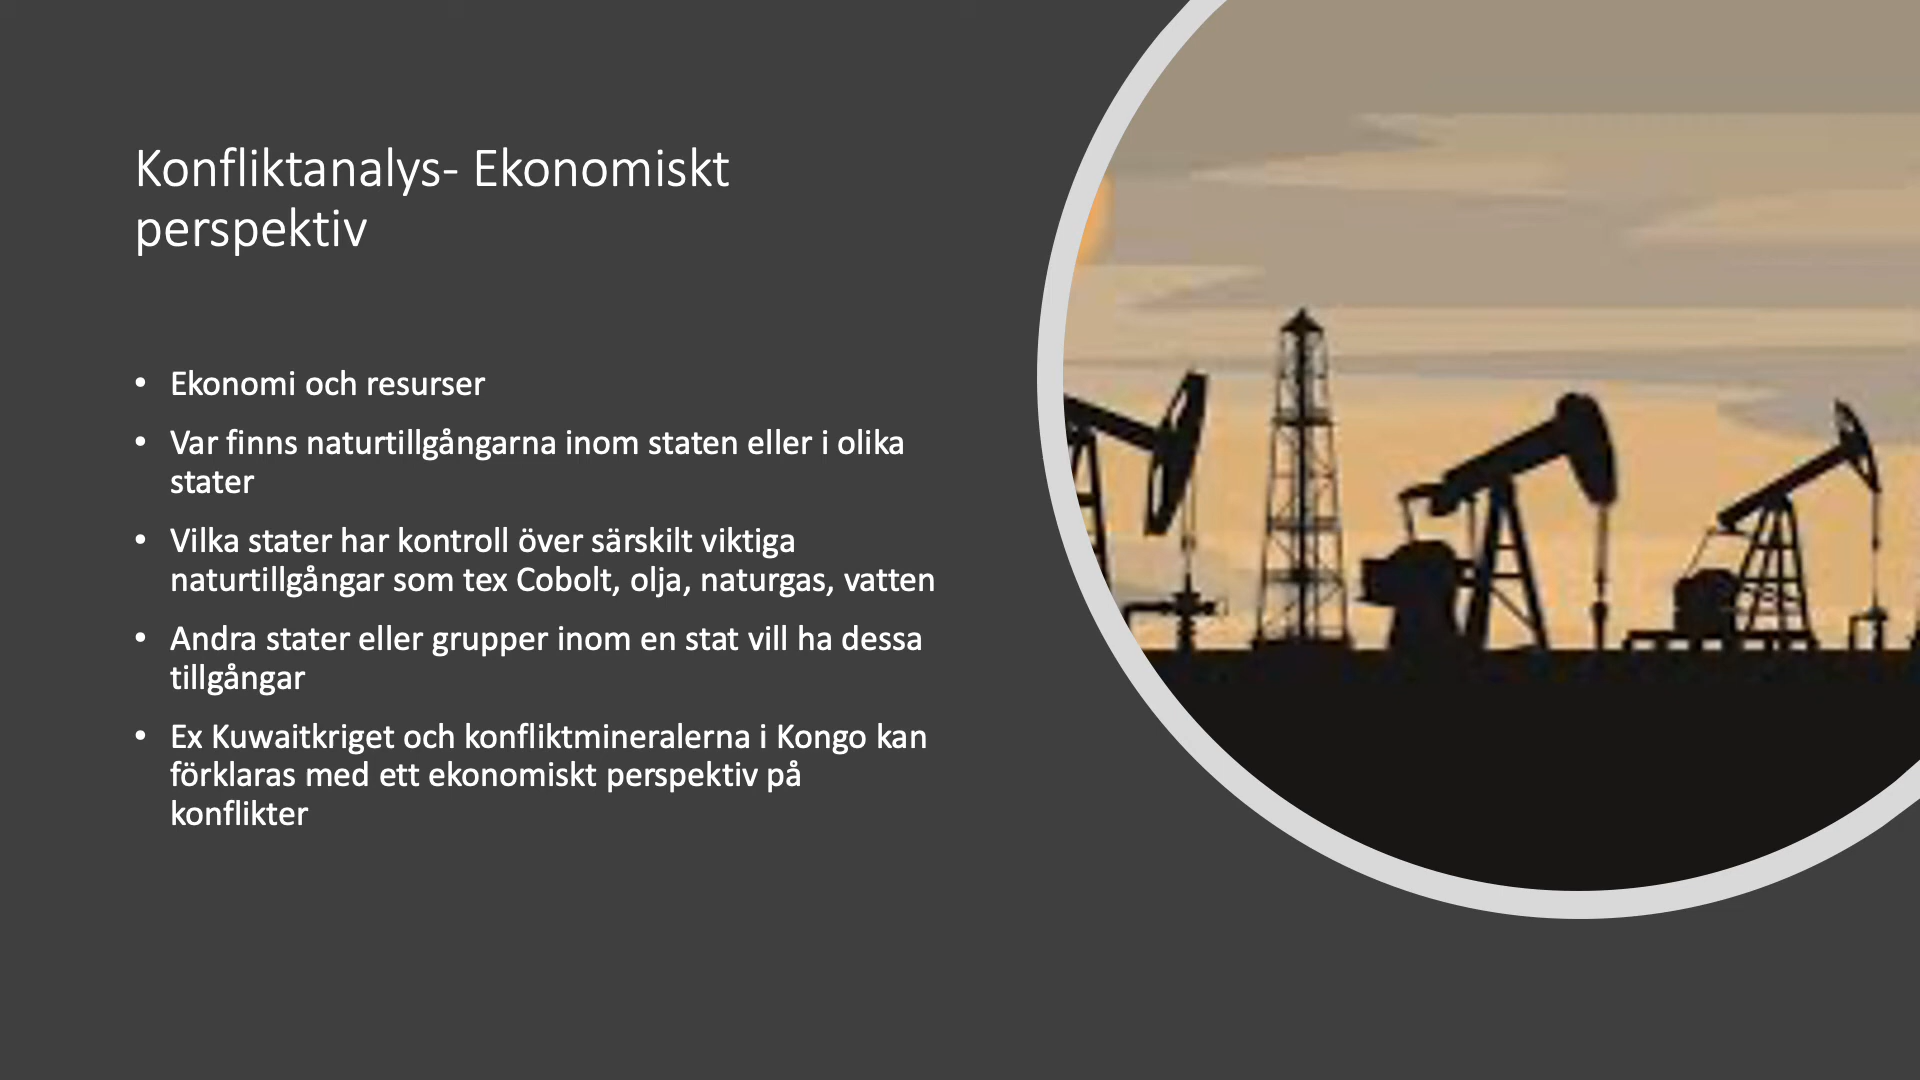 Konfliktanalys- Ekonomiskt
perspektiv
• Ekonomi och resurser
• Var finns naturtillgångarna inom staten eller i olika
stater
• Vilka stater har kontroll över särskilt viktiga
naturtillgångar som tex Cobolt, olja, naturgas, vatten
• Andra stater eller grupper inom en stat vill ha dessa
tillgångar
• Ex Kuwaitkriget och konfliktmineralerna i Kongo kan
förklaras med ett ekonomiskt perspektiv på
konflikter